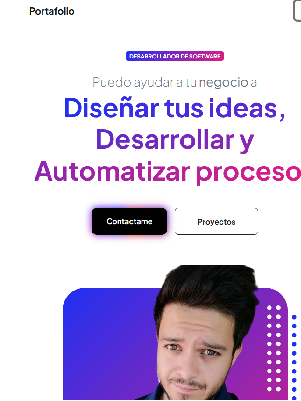 Portafolio
DESARROLLADOR DE SOFTWARE
Puedo ayudar a tu negocio a
Diseñar tus ideas,
Desarrollar y
Automatizar proceso
Contactame
Proyectos